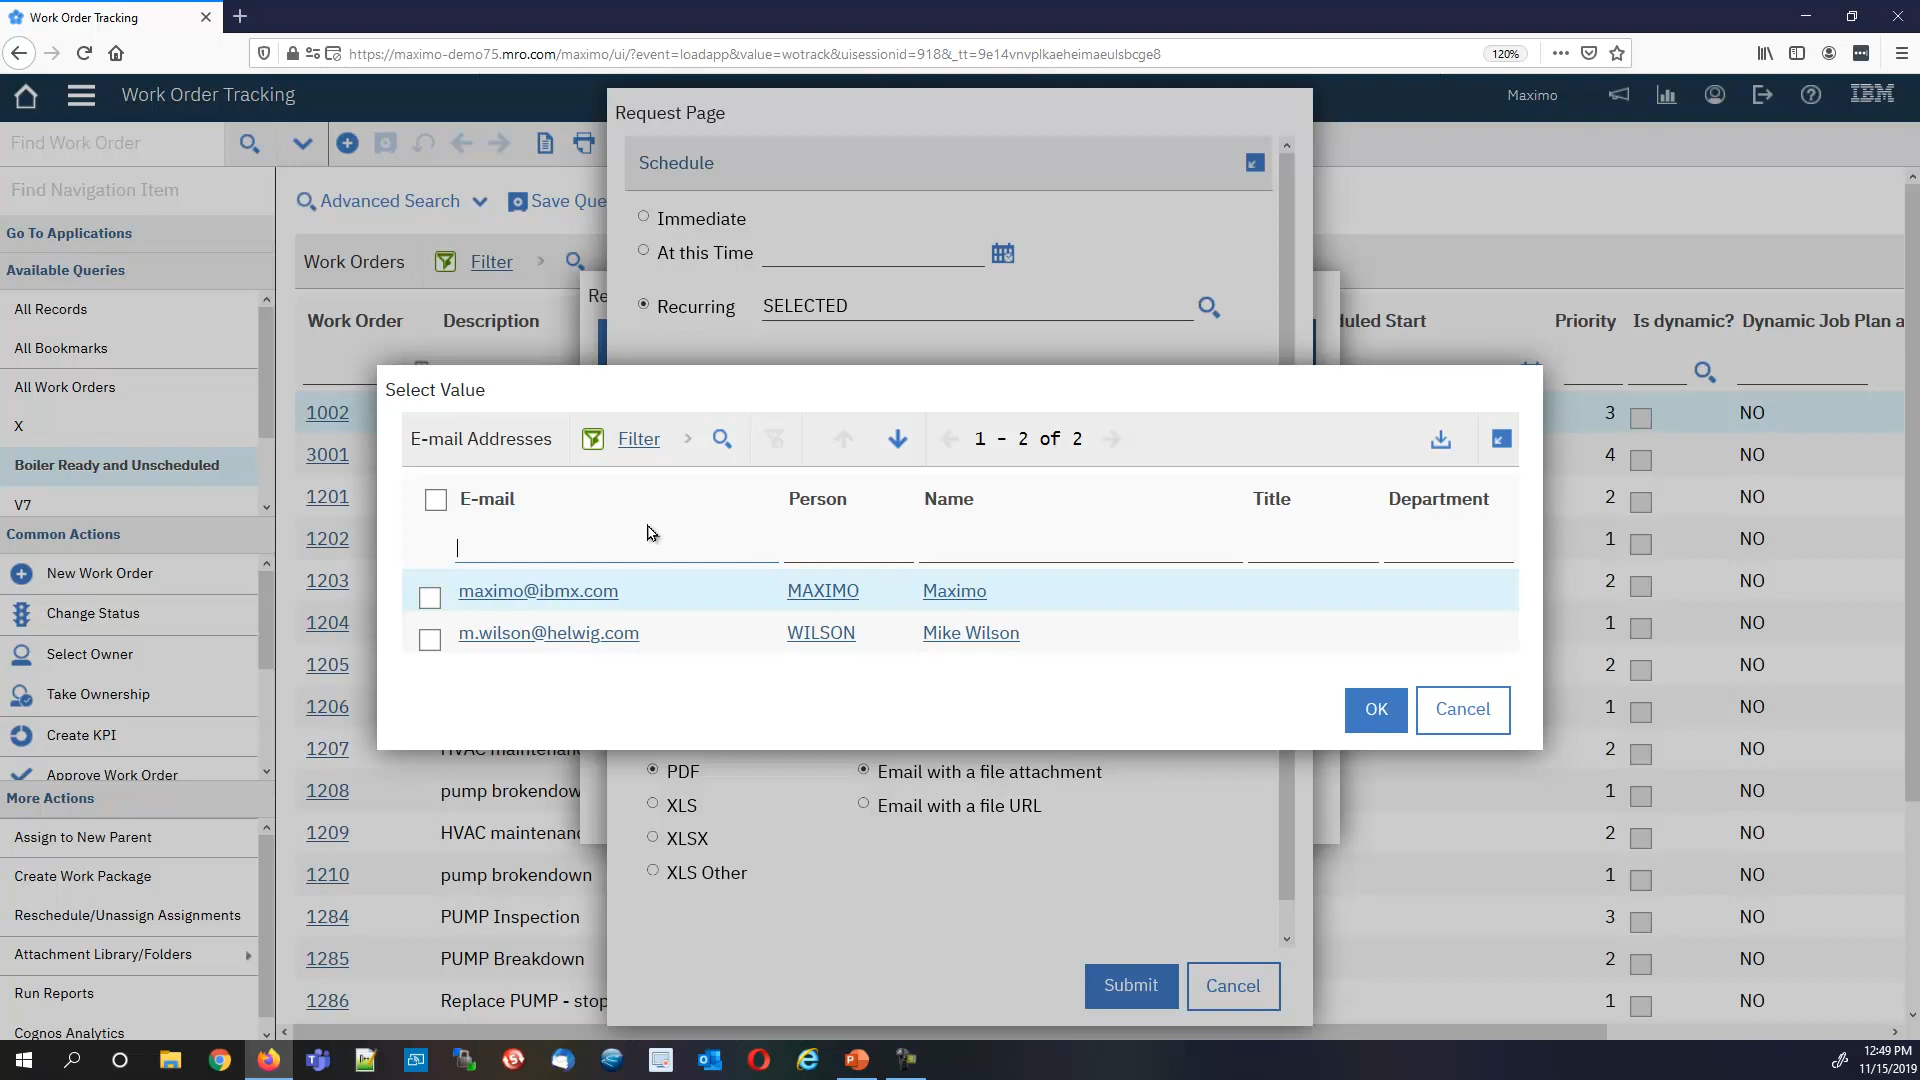 Work Order Tracking
https://maximo-demo75.mro.com/maximo/ui/?event=loadapp&value=wotrack&uisessionid=918&_tt=9e14vnvplkaeheimaeulsbcge8
120%
Work Order Tracking
Maximo
IBM
Find Work Order
Find Navigation Item
Go To Applications
Available Queries
All Records
All Bookmarks
All Work Orders
X
Boiler Ready and Unscheduled
V7
Common Actions
New Work Order
Change Status
Select Owner
Take Ownership
Create KPI
Approve Work Order
More Actions
Assign to New Parent
Create Work Package
Reschedule/Unassign Assignments
Attachment Library/Folders
Run Reports
Cognos Analytics
Advanced Search
Save Que
Work Orders
Filter
Work Order
Description
uled Start
Priority
Is dynamic?
Dynamic Job Plan a
1002
3
NO
3001
4
NO
1201
2
NO
1202
1
NO
1203
2
NO
1204
1
NO
1205
2
NO
1206
1
NO
1207
HVAC maintenan
2
NO
1208
pump brokendow
1
NO
1209
HVAC maintenanc
2
NO
1210
pump brokendown
1
NO
1284
PUMP Inspection
3
NO
1285
PUMP Breakdown
2
NO
1286
Replace PUMP - stop
1
NO
Re
Request Page
Schedule
Immediate
At this Time
Recurring
SELECTED
Select Value
E-mail Addresses
Filter
1 - 2 of 2
E-mail
Person
Name
Title
Department
maximo@ibmx.com
MAXIMO
Maximo
m.wilson@helwig.com
WILSON
Mike Wilson
OK
Cancel
PDF
Email with a file attachment
XLS
Email with a file URL
XLSX
XLS Other
Submit
Cancel
12:49 PM
11/15/2019